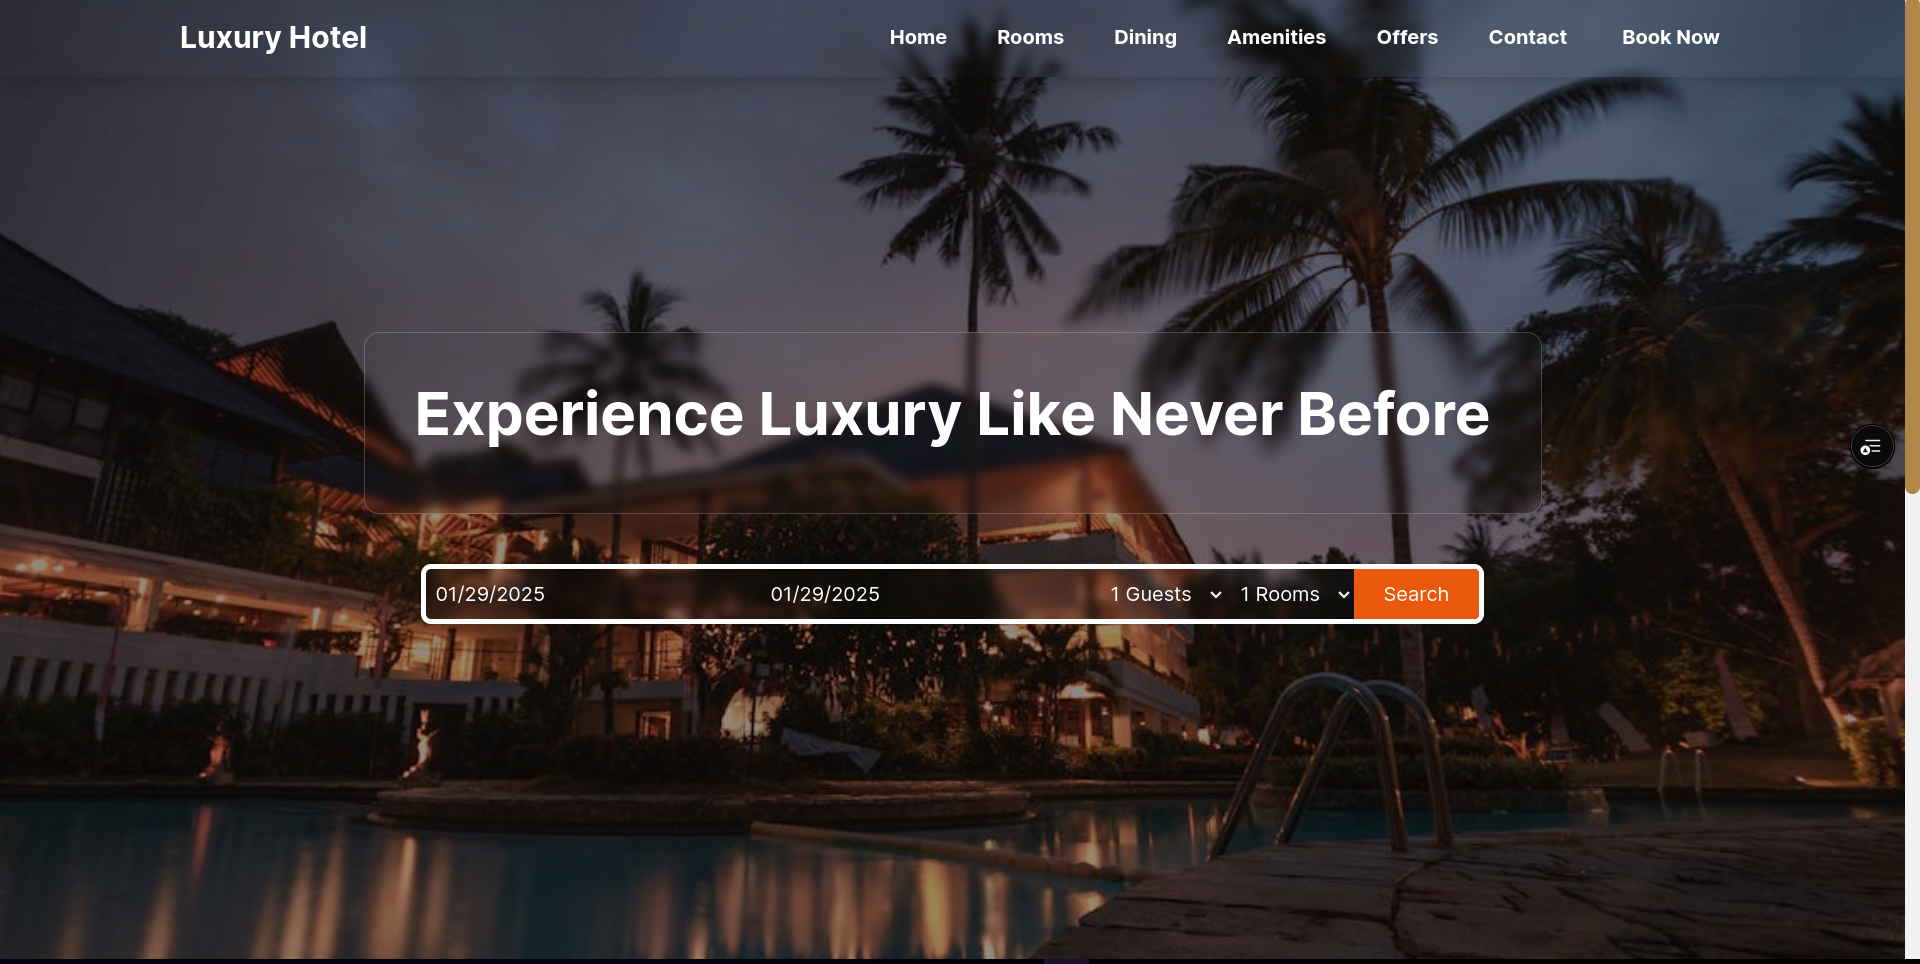 Luxury Hotel Home Rooms Dining Amenities Offers Contact Book Now
Experience Luxury Like Never Before
01/29/2025 01/29/2025 1 Guests 1 Rooms Search